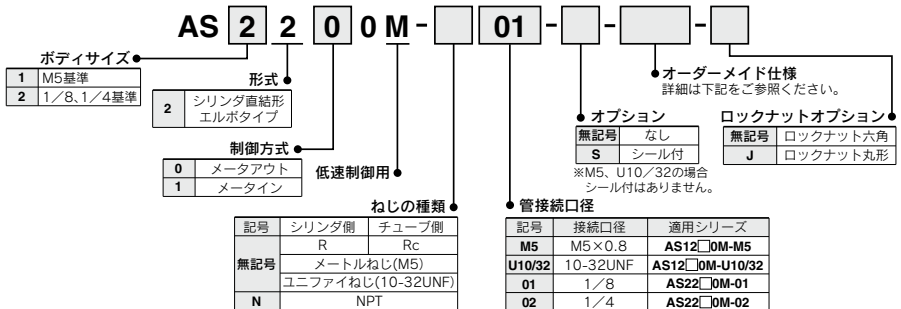 AS 2 2 0 0 M - □ 01 - □ - □ - □
ボディサイズ
1 M5基準
2 1／8、1／4基準
形式
2 シリンダ直結形
エルボタイプ
制御方式
0 メータアウト
1 メータイン
低速制御用
ねじの種類
記号 シリンダ側 チューブ側
無記号 R Rc
メートルねじ(M5)
ユニファイねじ(10-32UNF)
N NPT
管接続口径
記号 接続口径 適用シリーズ
M5 M5×0.8 AS12□0M-M5
U10/32 10-32UNF AS12□0M-U10/32
01 1／8 AS22□0M-01
02 1／4 AS22□0M-02
オプション
無記号 なし
S シール付
※M5、U10／32の場合
シール付はありません。
オーダーメイド仕様
詳細は下記をご参照ください。
ロックナットオプション
無記号 ロックナット六角
J ロックナット丸形